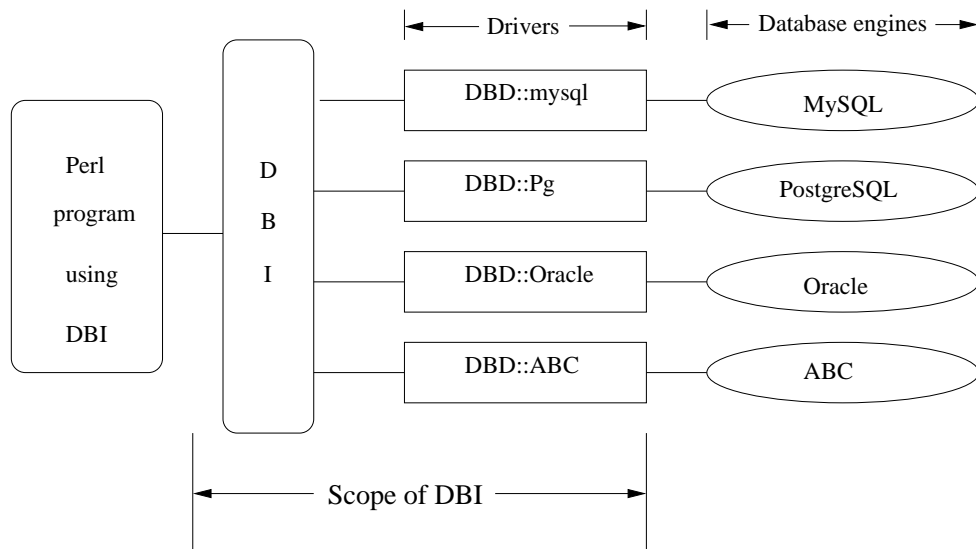 Drivers
Database engines
Perl
program
using
DBI
D
B
I
DBD::mysql
MySQL
DBD::Pg
PostgreSQL
DBD::Oracle
Oracle
DBD::ABC
ABC
Scope of DBI